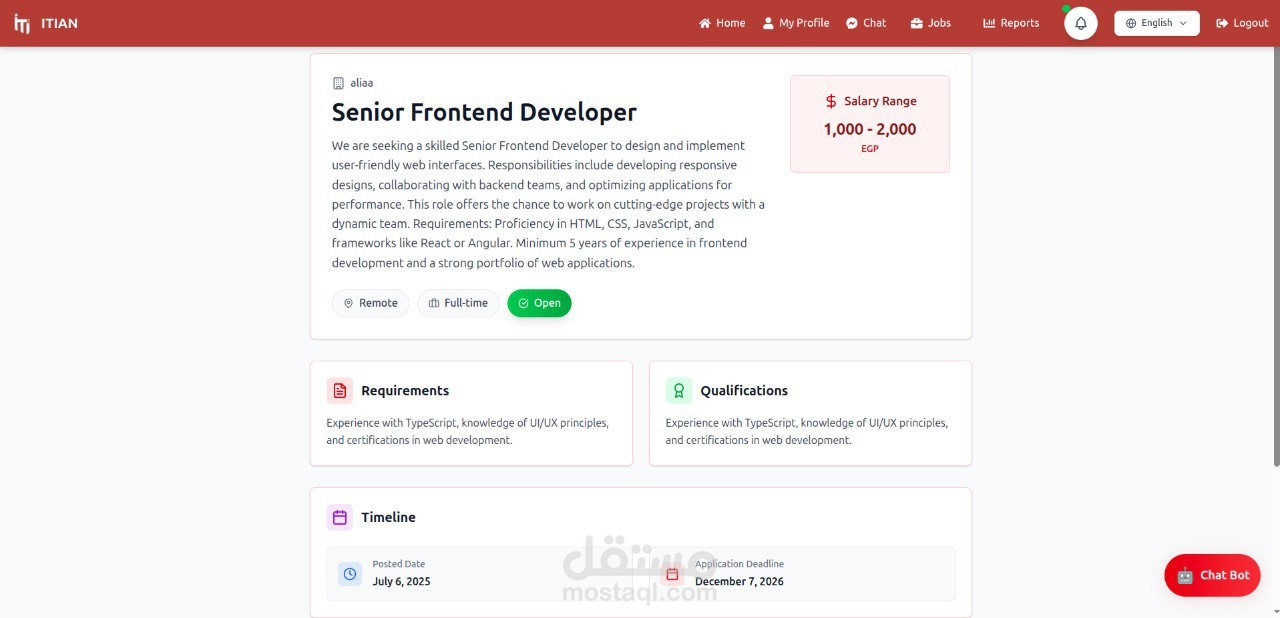 ITIAN
Home
My Profile
Chat
Jobs
Reports
English
Logout
aliaa
Senior Frontend Developer
We are seeking a skilled Senior Frontend Developer to design and implement
user-friendly web interfaces. Responsibilities include developing responsive
designs, collaborating with backend teams, and optimizing applications for
performance. This role offers the chance to work on cutting-edge projects with a
dynamic team. Requirements: Proficiency in HTML, CSS, JavaScript, and
frameworks like React or Angular. Minimum 5 years of experience in frontend
development and a strong portfolio of web applications.
Remote
Full-time
Open
Salary Range
1,000 - 2,000
EGP
Requirements
Experience with TypeScript, knowledge of UI/UX principles,
and certifications in web development.
Qualifications
Experience with TypeScript, knowledge of UI/UX principles,
and certifications in web development.
Timeline
Posted Date
July 6, 2025
Application Deadline
December 7, 2026
مستقل
mostaql.com
Chat Bot